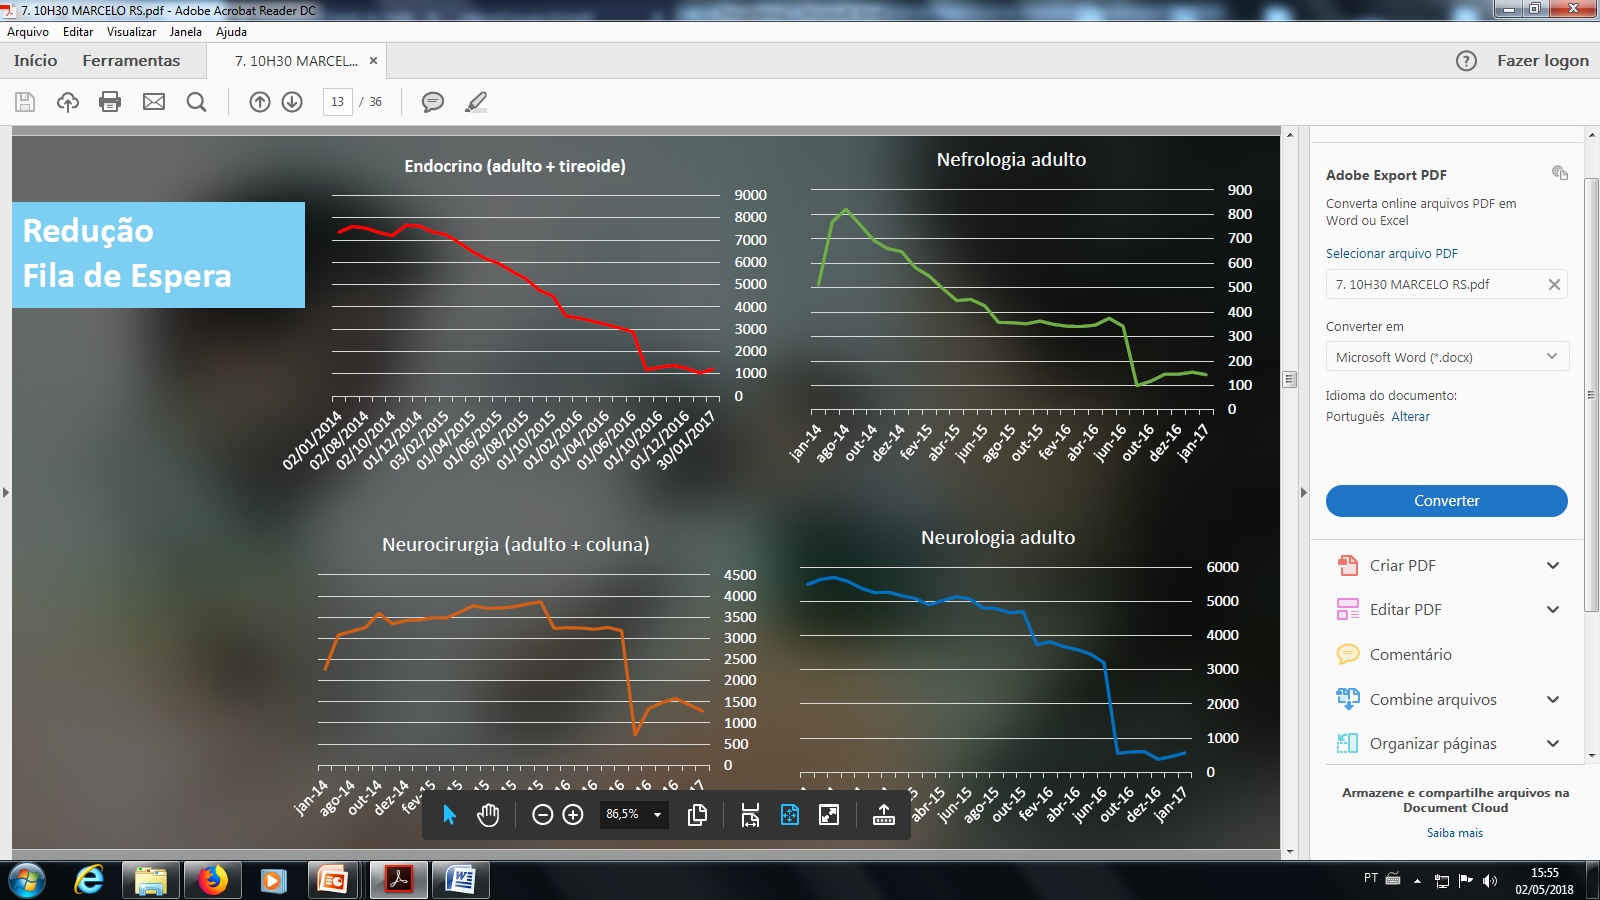 7. 10H30 MARCELO RS.pdf - Adobe Acrobat Reader DC
Arquivo Editar Visualizar Janela Ajuda
Início Ferramentas 7. 10H30 MARCEL... × Fazer logon
13 / 36
Redução
Fila de Espera
Endocrino (adulto + tireoide)
9000
8000
7000
6000
5000
4000
3000
2000
1000
0
02/01/2014 02/08/2014 02/10/2014 01/12/2014 03/02/2015 01/04/2015 01/06/2015 03/08/2015 01/10/2015 01/02/2016 01/04/2016 01/06/2016 01/10/2016 01/12/2016 30/01/2017
Nefrologia adulto
900
800
700
600
500
400
300
200
100
0
jan-14 ago-14 out-14 dez-14 fev-15 abr-15 jun-15 ago-15 out-15 fev-16 abr-16 jun-16 out-16 dez-16 jan-17
Neurocirurgia (adulto + coluna)
4500
4000
3500
3000
2500
2000
1500
1000
500
0
jan-14 ago-14 out-14 dez-14
Neurologia adulto
6000
5000
4000
3000
2000
1000
0
abr-15 jun-15 ago-15 out-15 fev-16 abr-16 jun-16 out-16 dez-16 jan-17
86,5%
Adobe Export PDF
Converta online arquivos PDF em
Word ou Excel
Selecionar arquivo PDF
7. 10H30 MARCELO RS.pdf
Converter em
Microsoft Word (*.docx)
Idioma do documento:
Português Alterar
Converter
Criar PDF
Editar PDF
Comentário
Combine arquivos
Organizar páginas
Armazene e compartilhe arquivos na
Document Cloud
Saiba mais
PT
15:55
02/05/2018